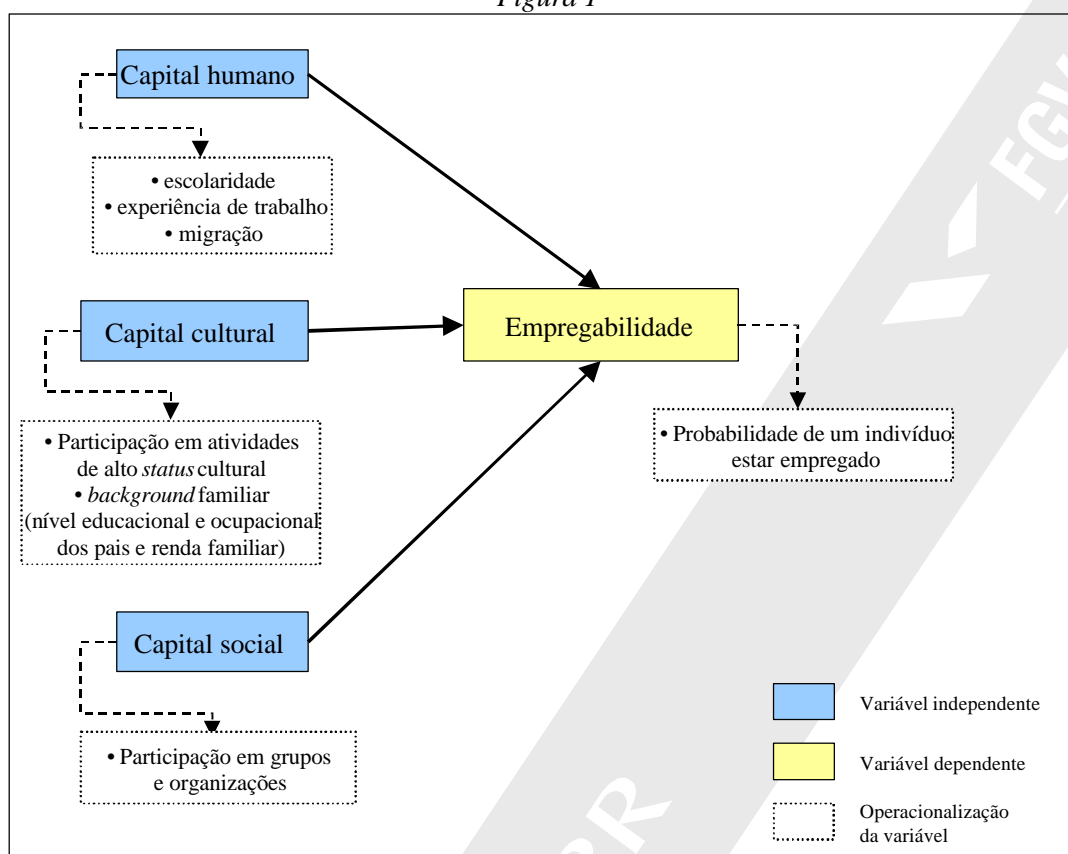 Figura 1
Capital humano
• escolaridade
• experiência de trabalho
• migração
Capital cultural
Empregabilidade
• Participação em atividades
de alto status cultural
• background familiar
(nível educacional e ocupacional
dos pais e renda familiar)
• Probabilidade de um indivíduo
estar empregado
Capital social
• Participação em grupos
e organizações
Variável independente
Variável dependente
Operacionalização
da variável
FGV